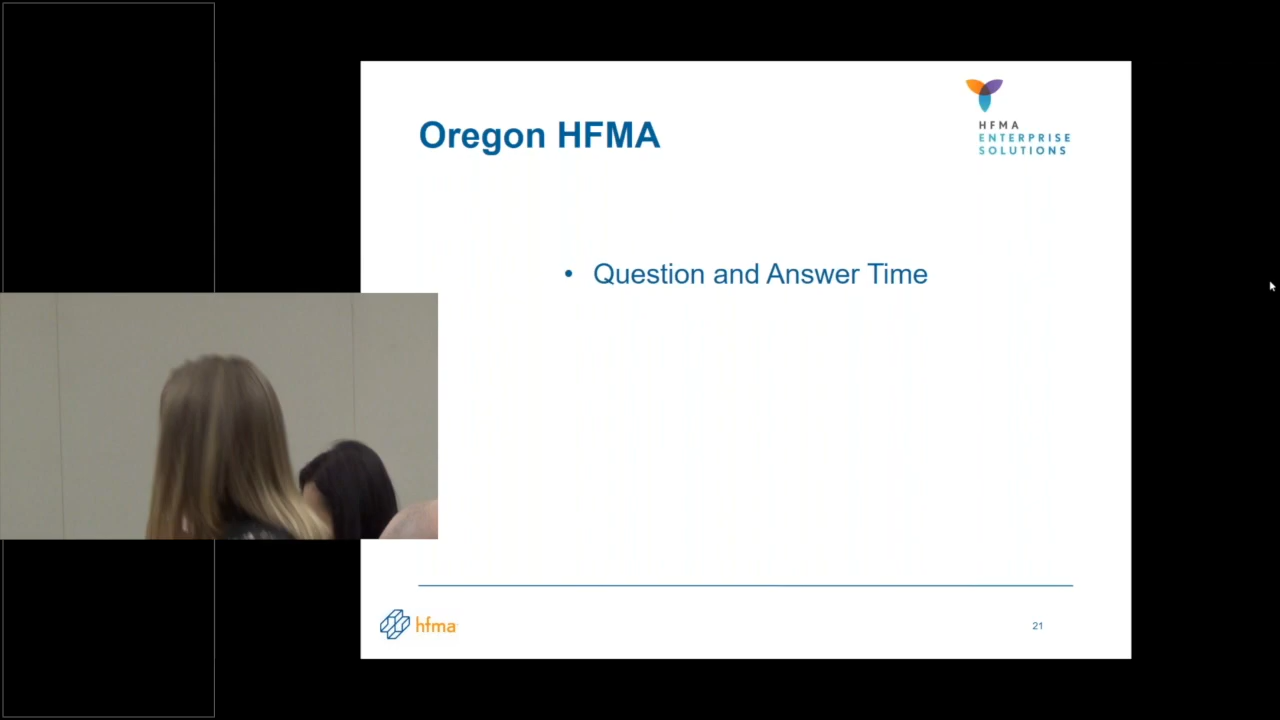 Oregon HFMA
HFMA
ENTERPRISE
SOLUTIONS
• Question and Answer Time
hfma
21